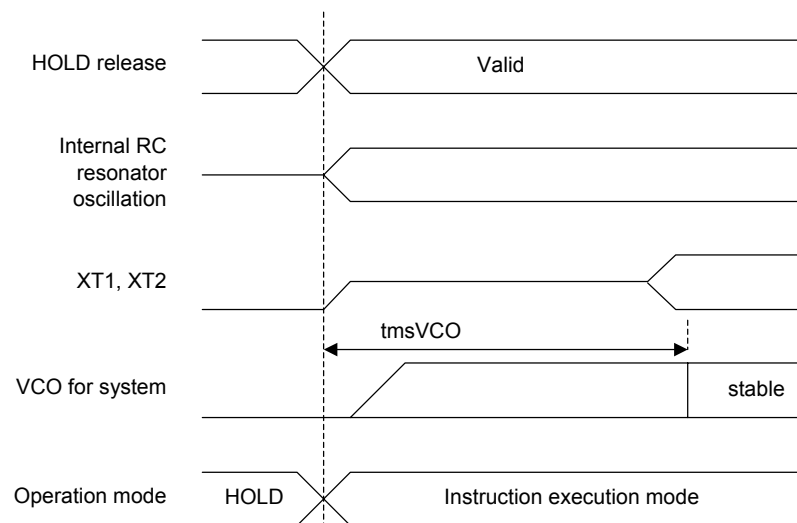 HOLD release
Valid
Internal RC
resonator
oscillation
XT1, XT2
tmsVCO
VCO for system
stable
Operation mode
HOLD
Instruction execution mode